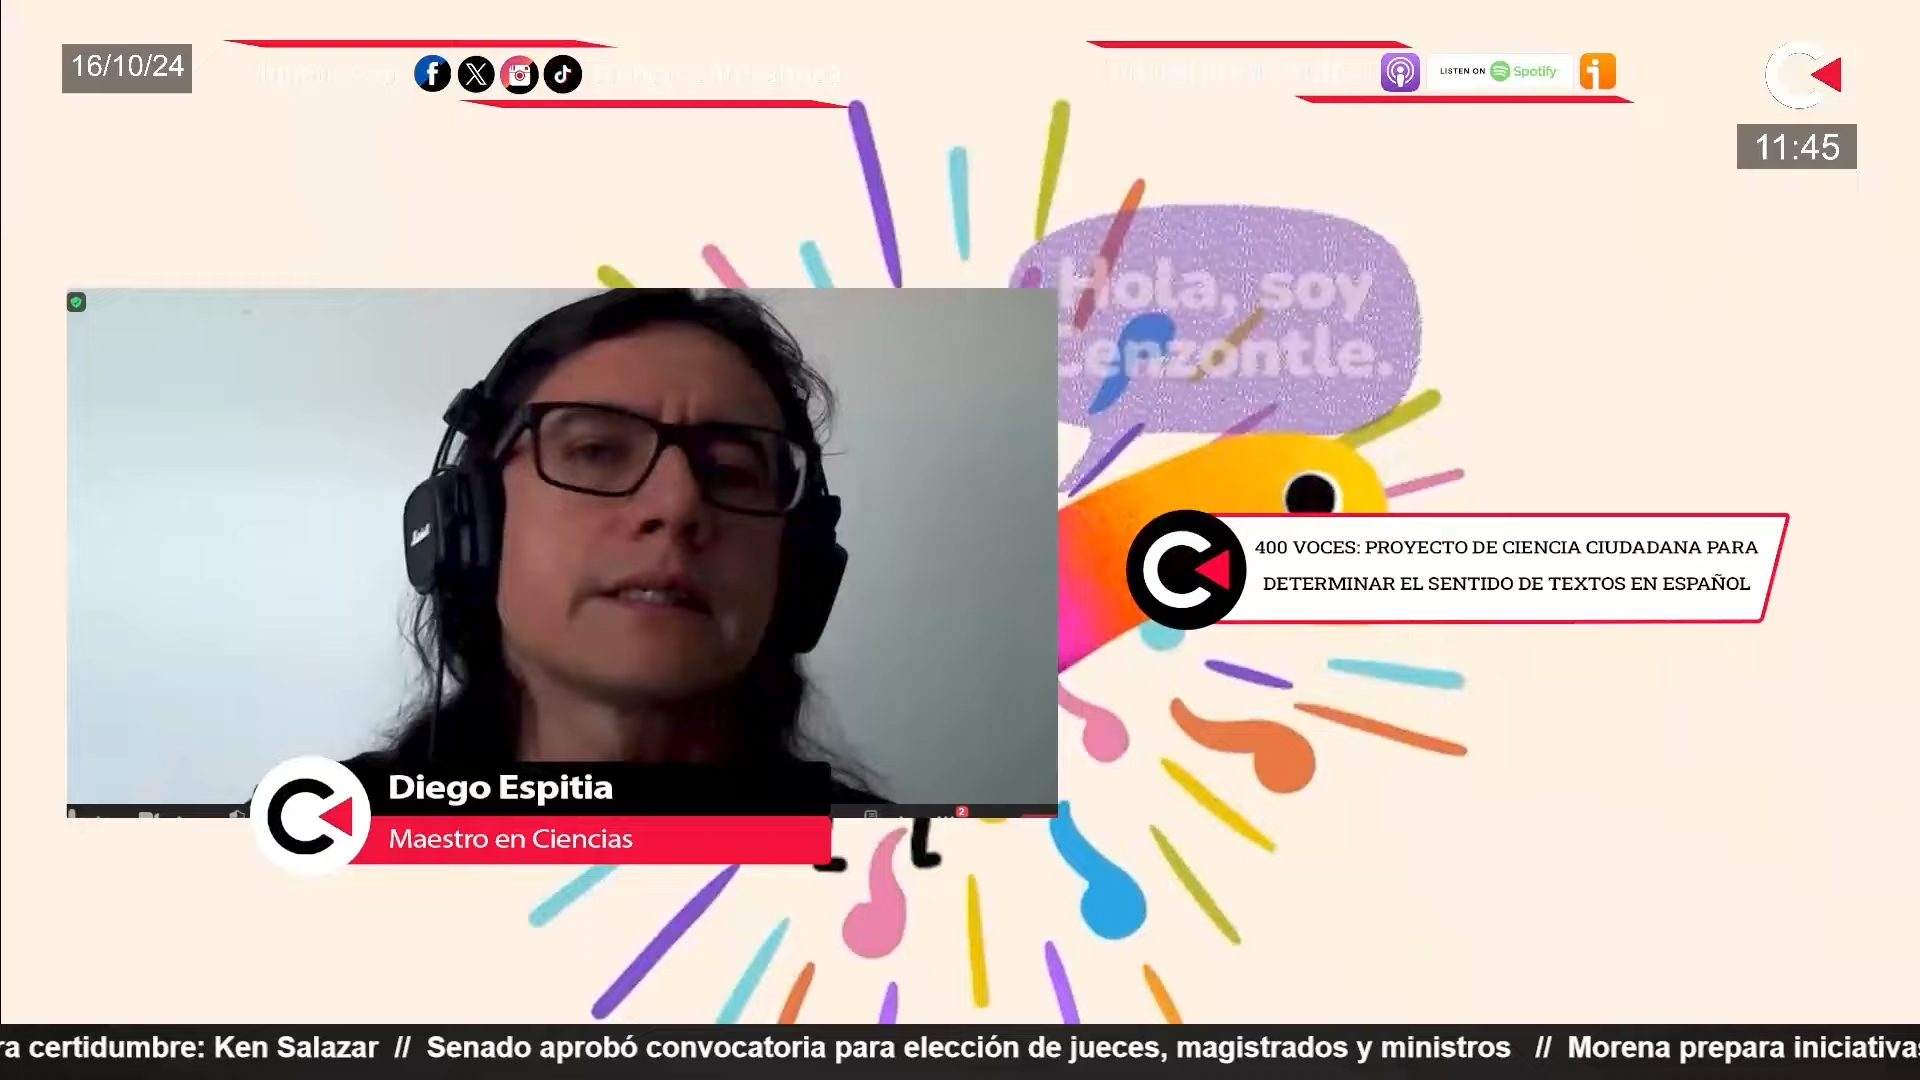 16/10/24
LISTEN ON Spotify
11:45
Hola, soy
Cenzontle.
400 VOCES: PROYECTO DE CIENCIA CIUDADANA PARA
DETERMINAR EL SENTIDO DE TEXTOS EN ESPAÑOL
Marshall
Diego Espitia
Maestro en Ciencias
2
ra certidumbre: Ken Salazar // Senado aprobó convocatoria para elección de jueces, magistrados y ministros // Morena prepara iniciativas